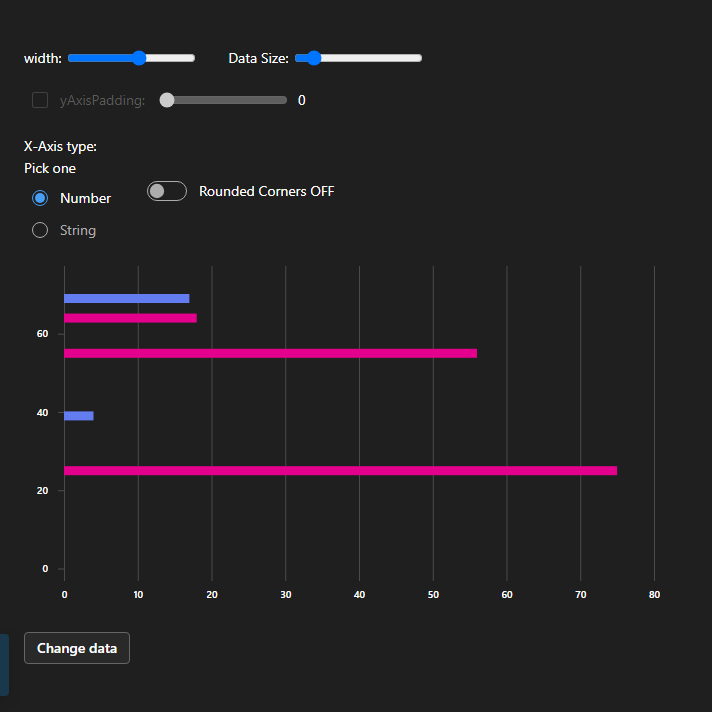 width: Data Size:
yAxisPadding: 0
X-Axis type:
Pick one
Number Rounded Corners OFF
String
60
40
20
0
0 10 20 30 40 50 60 70 80
Change data